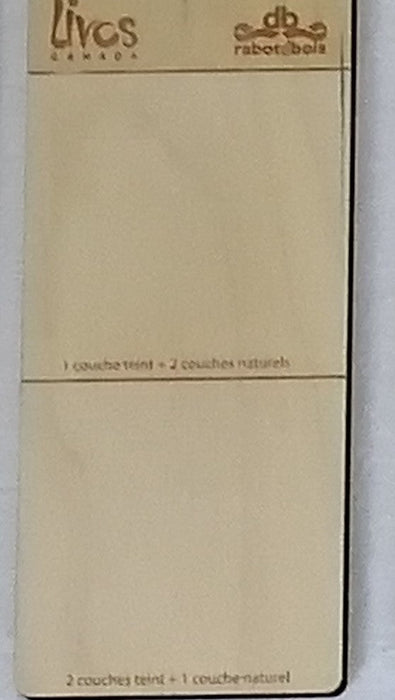 Livos
CANADA
db
rabot d bois
1 couche teint + 2 couches naturels
2 couches teint + 1 couche naturel